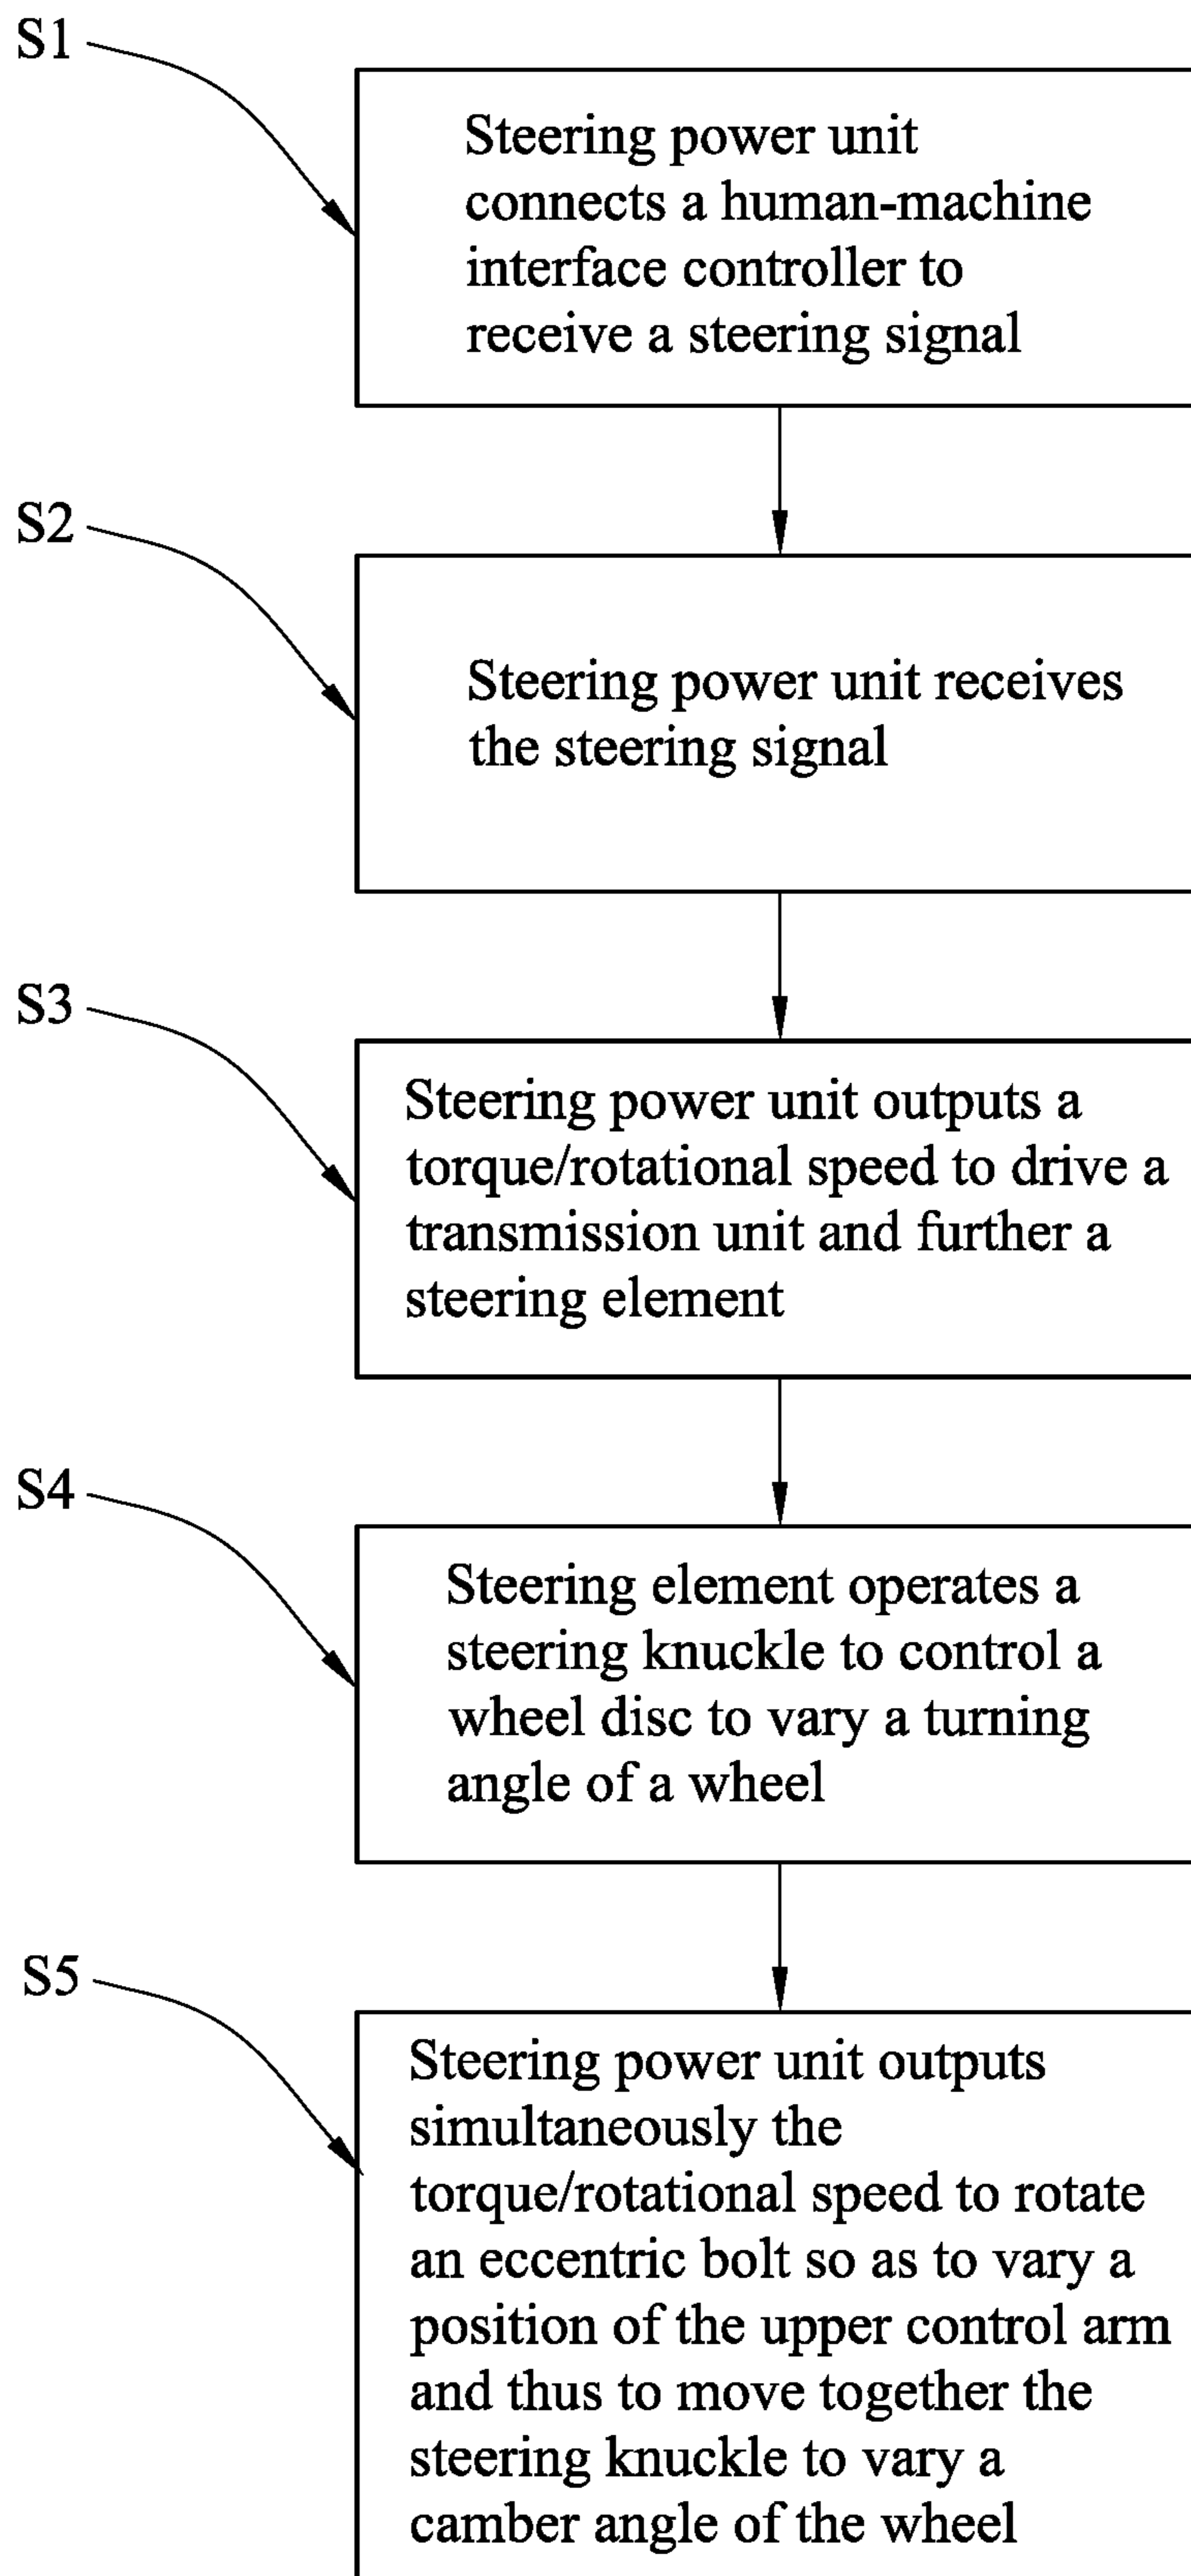 S1
Steering power unit
connects a human-machine
interface controller to
receive a steering signal
S2
Steering power unit receives
the steering signal
S3
Steering power unit outputs a
torque/rotational speed to drive a
transmission unit and further a
steering element
S4
Steering element operates a
steering knuckle to control a
wheel disc to vary a turning
angle of a wheel
S5
Steering power unit outputs
simultaneously the
torque/rotational speed to rotate
an eccentric bolt so as to vary a
position of the upper control arm
and thus to move together the
steering knuckle to vary a
camber angle of the wheel